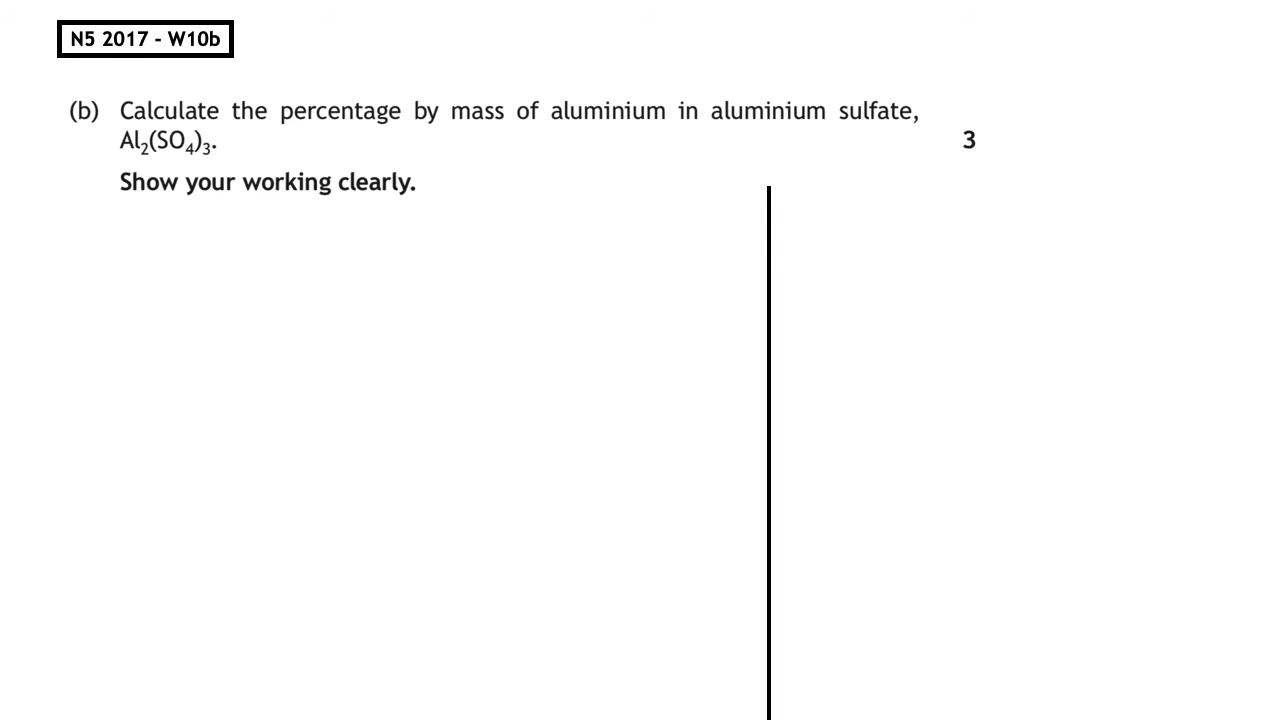 N5 2017 - W10b
(b) Calculate the percentage by mass of aluminium in aluminium sulfate,
Al₂(SO₄)₃. 3
Show your working clearly.